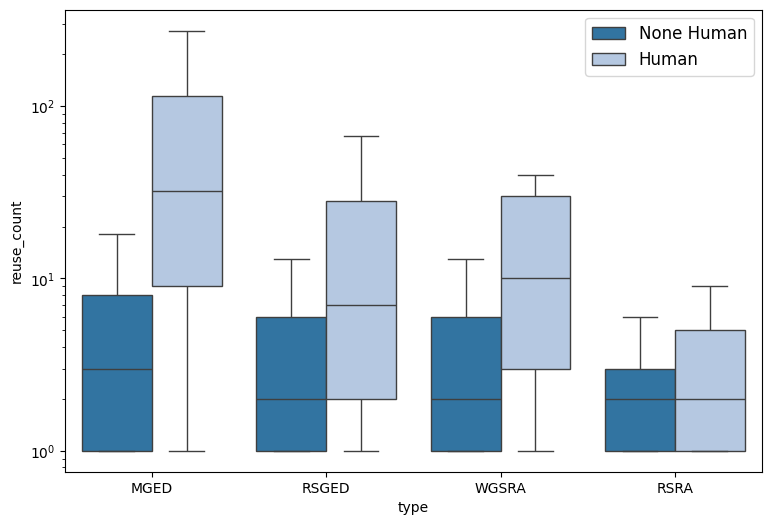 None Human
Human
10²
10¹
10⁰
reuse_count
MGED
RSGED
WGSRA
RSRA
type